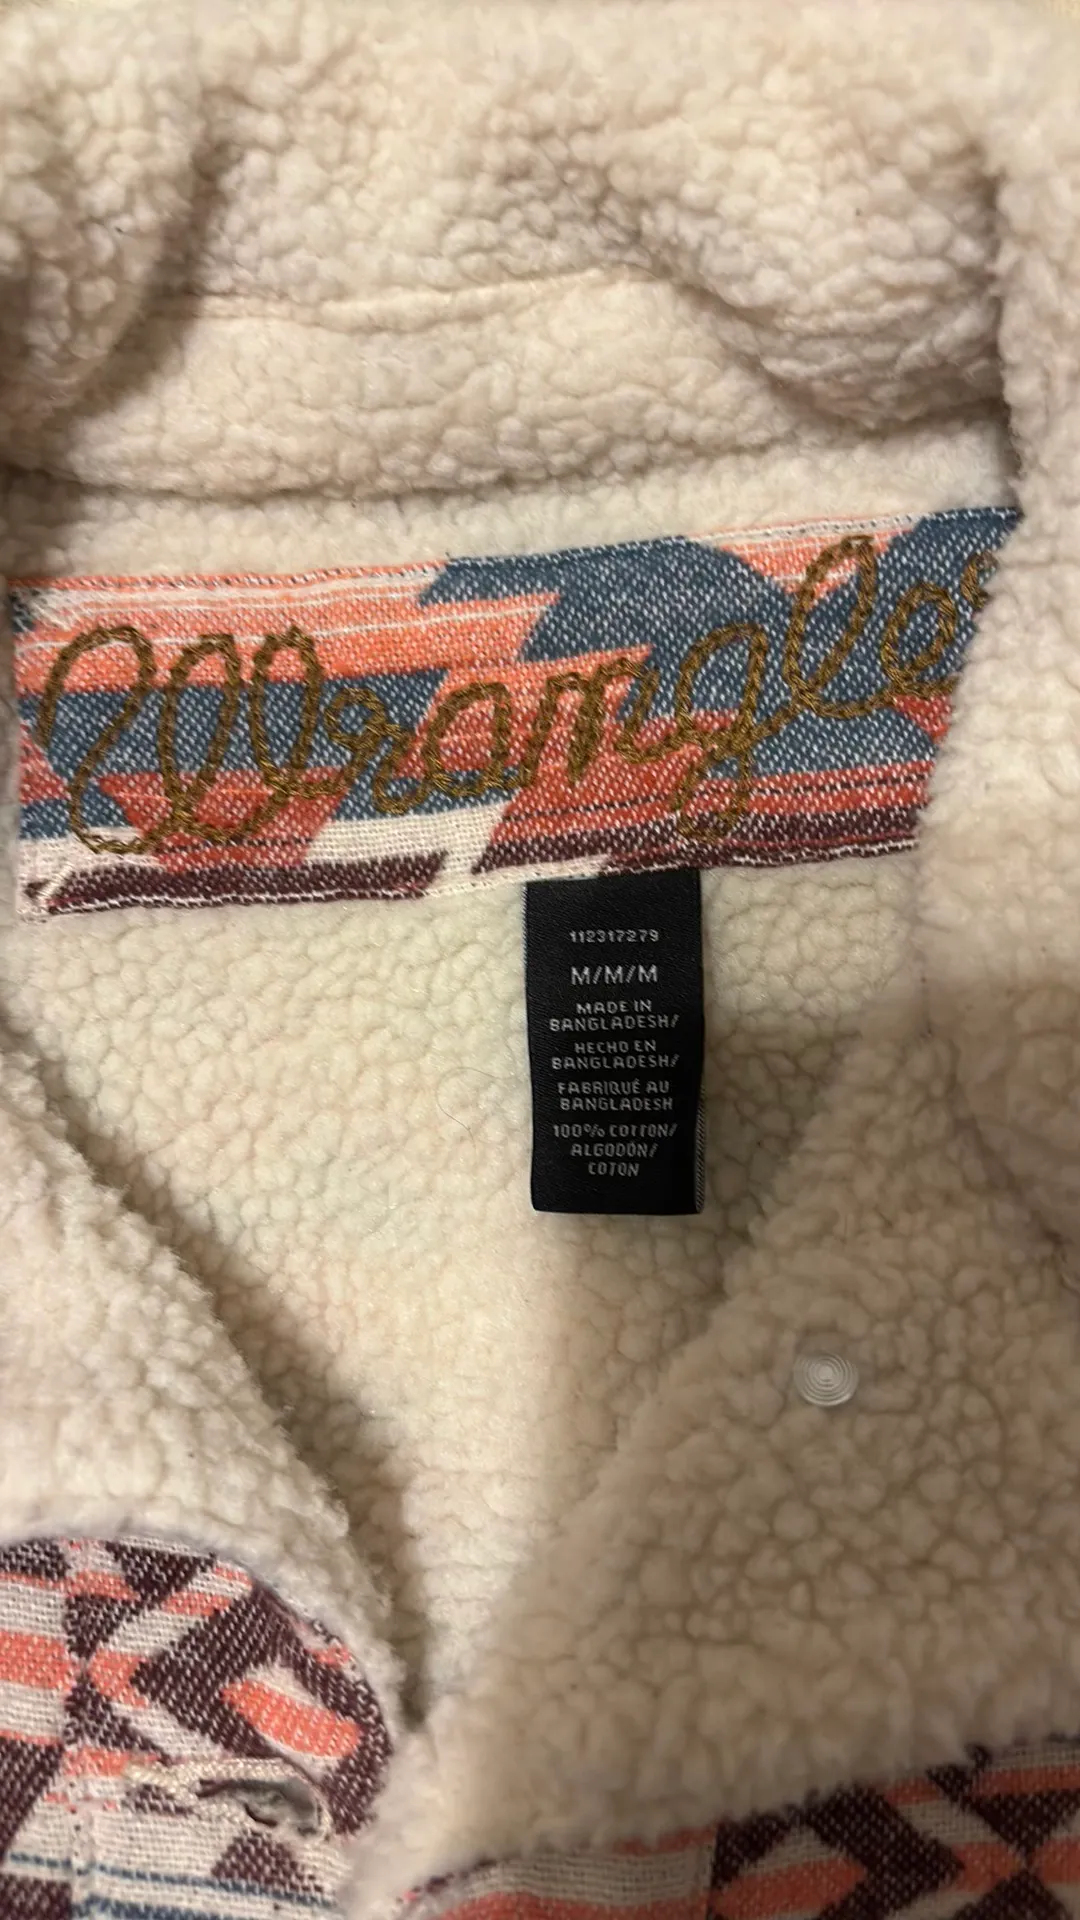 Wrangler
112317279
M/M/M
MADE IN
BANGLADESH/
HECHO EN
BANGLADESH/
FABRIQUÉ AU
BANGLADESH
100% COTTON/
ALGODÓN/
COTON